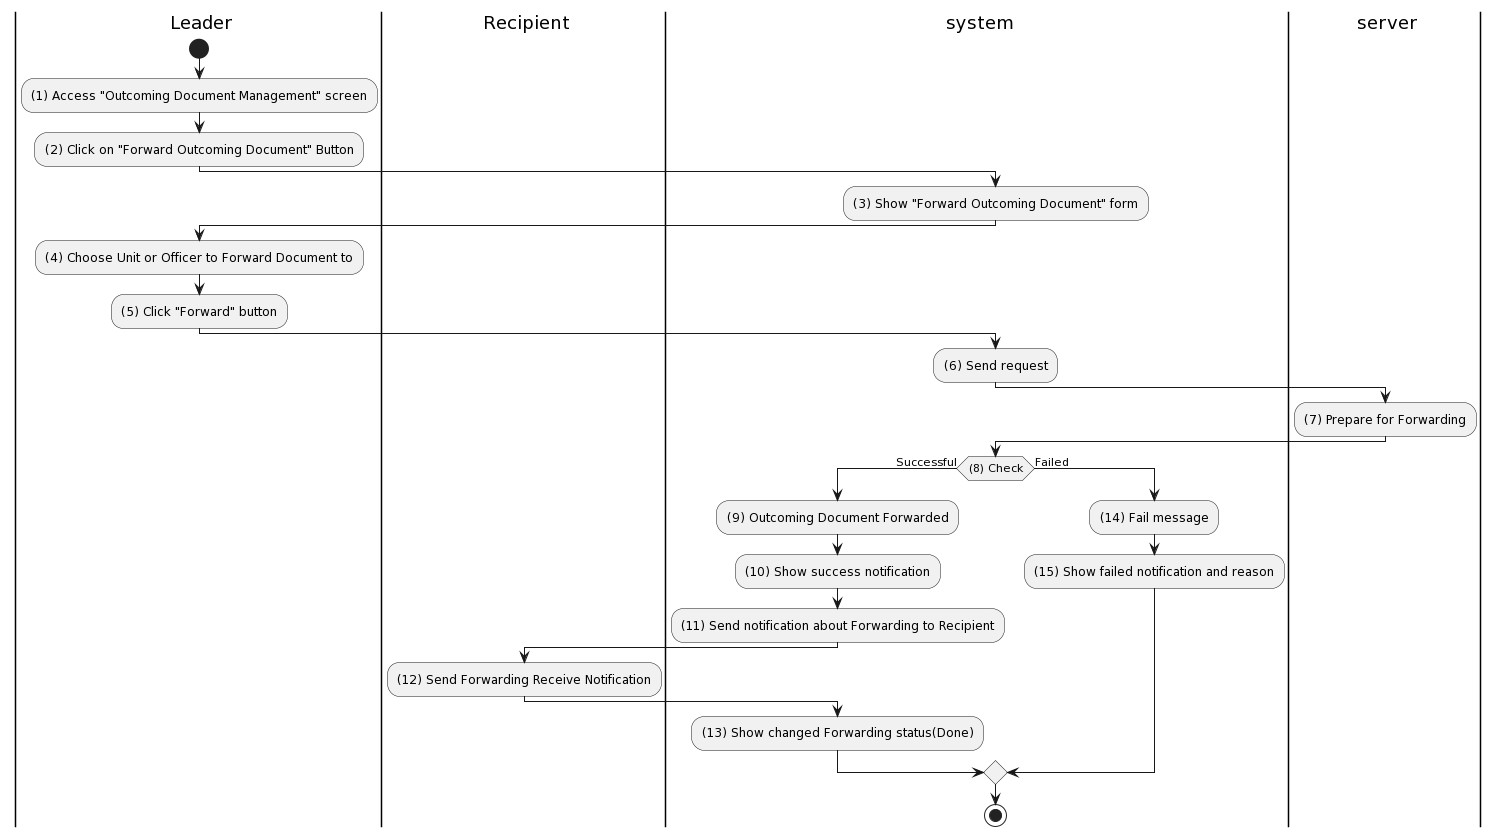 Leader
Recipient
system
server
(1) Access "Outcoming Document Management" screen
(2) Click on "Forward Outcoming Document" Button
(3) Show "Forward Outcoming Document" form
(4) Choose Unit or Officer to Forward Document to
(5) Click "Forward" button
(6) Send request
(7) Prepare for Forwarding
Successful
(8) Check
Failed
(9) Outcoming Document Forwarded
(14) Fail message
(10) Show success notification
(15) Show failed notification and reason
(11) Send notification about Forwarding to Recipient
(12) Send Forwarding Receive Notification
(13) Show changed Forwarding status(Done)